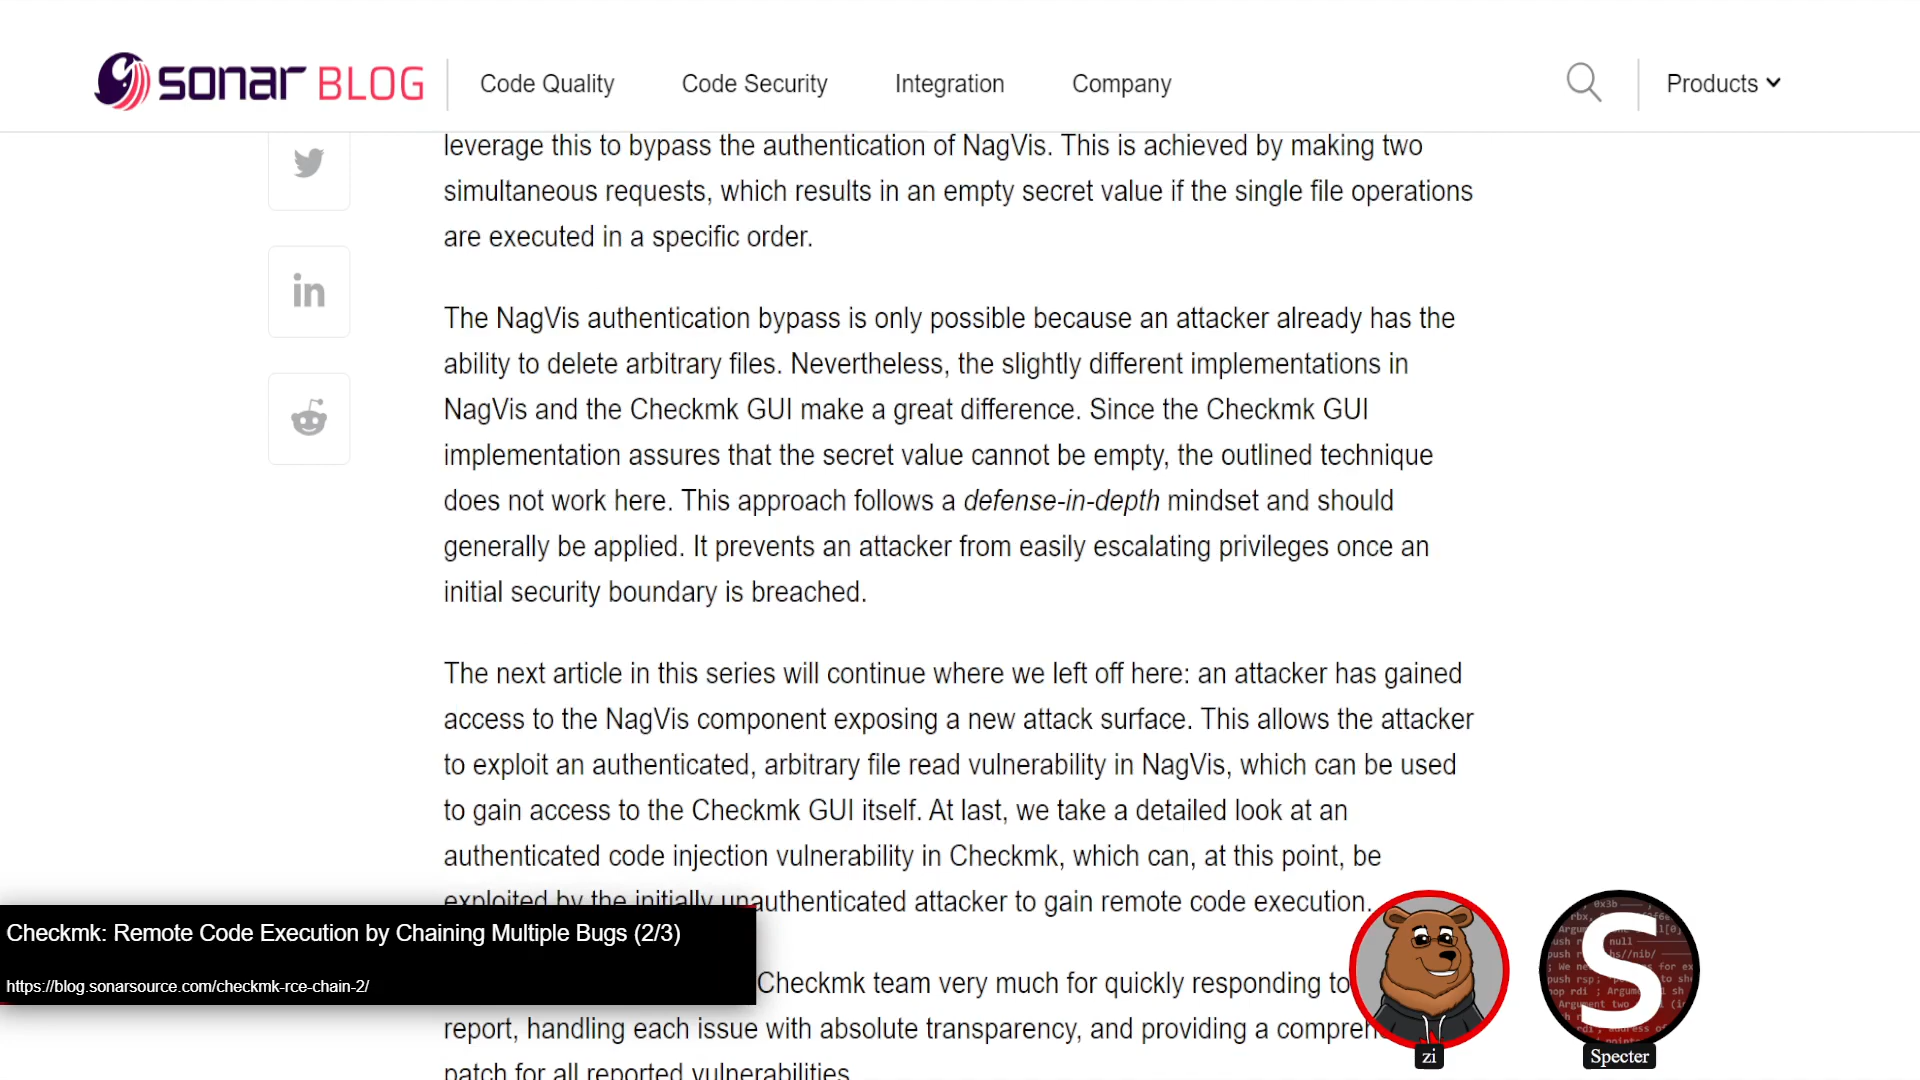 sonar BLOG
Code Quality
Code Security
Integration
Company
Products
leverage this to bypass the authentication of NagVis. This is achieved by making two
simultaneous requests, which results in an empty secret value if the single file operations
are executed in a specific order.
The NagVis authentication bypass is only possible because an attacker already has the
ability to delete arbitrary files. Nevertheless, the slightly different implementations in
NagVis and the Checkmk GUI make a great difference. Since the Checkmk GUI
implementation assures that the secret value cannot be empty, the outlined technique
does not work here. This approach follows a defense-in-depth mindset and should
generally be applied. It prevents an attacker from easily escalating privileges once an
initial security boundary is breached.
The next article in this series will continue where we left off here: an attacker has gained
access to the NagVis component exposing a new attack surface. This allows the attacker
to exploit an authenticated, arbitrary file read vulnerability in NagVis, which can be used
to gain access to the Checkmk GUI itself. At last, we take a detailed look at an
authenticated code injection vulnerability in Checkmk, which can, at this point, be
exploited by the initially unauthenticated attacker to gain remote code execution.
Checkmk team very much for quickly responding to
report, handling each issue with absolute transparency, and providing a
patch for all reported vulnerabilities.
Checkmk: Remote Code Execution by Chaining Multiple Bugs (2/3)
https://blog.sonarsource.com/checkmk-rce-chain-2/
zi
S
Specter